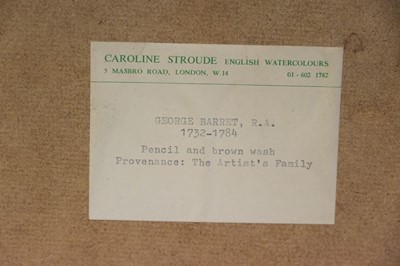 CAROLINE STROUDE ENGLISH WATERCOLOURS
5 MASBRO ROAD, LONDON, W.14 01-602 1782
GEORGE BARRET, R.A.
1732-1784
Pencil and brown wash
Provenance: The Artist's Family